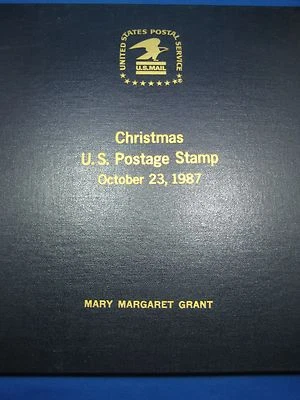 UNITED STATES POSTAL SERVICE
U.S.MAIL
Christmas
U.S. Postage Stamp
October 23, 1987
MARY MARGARET GRANT